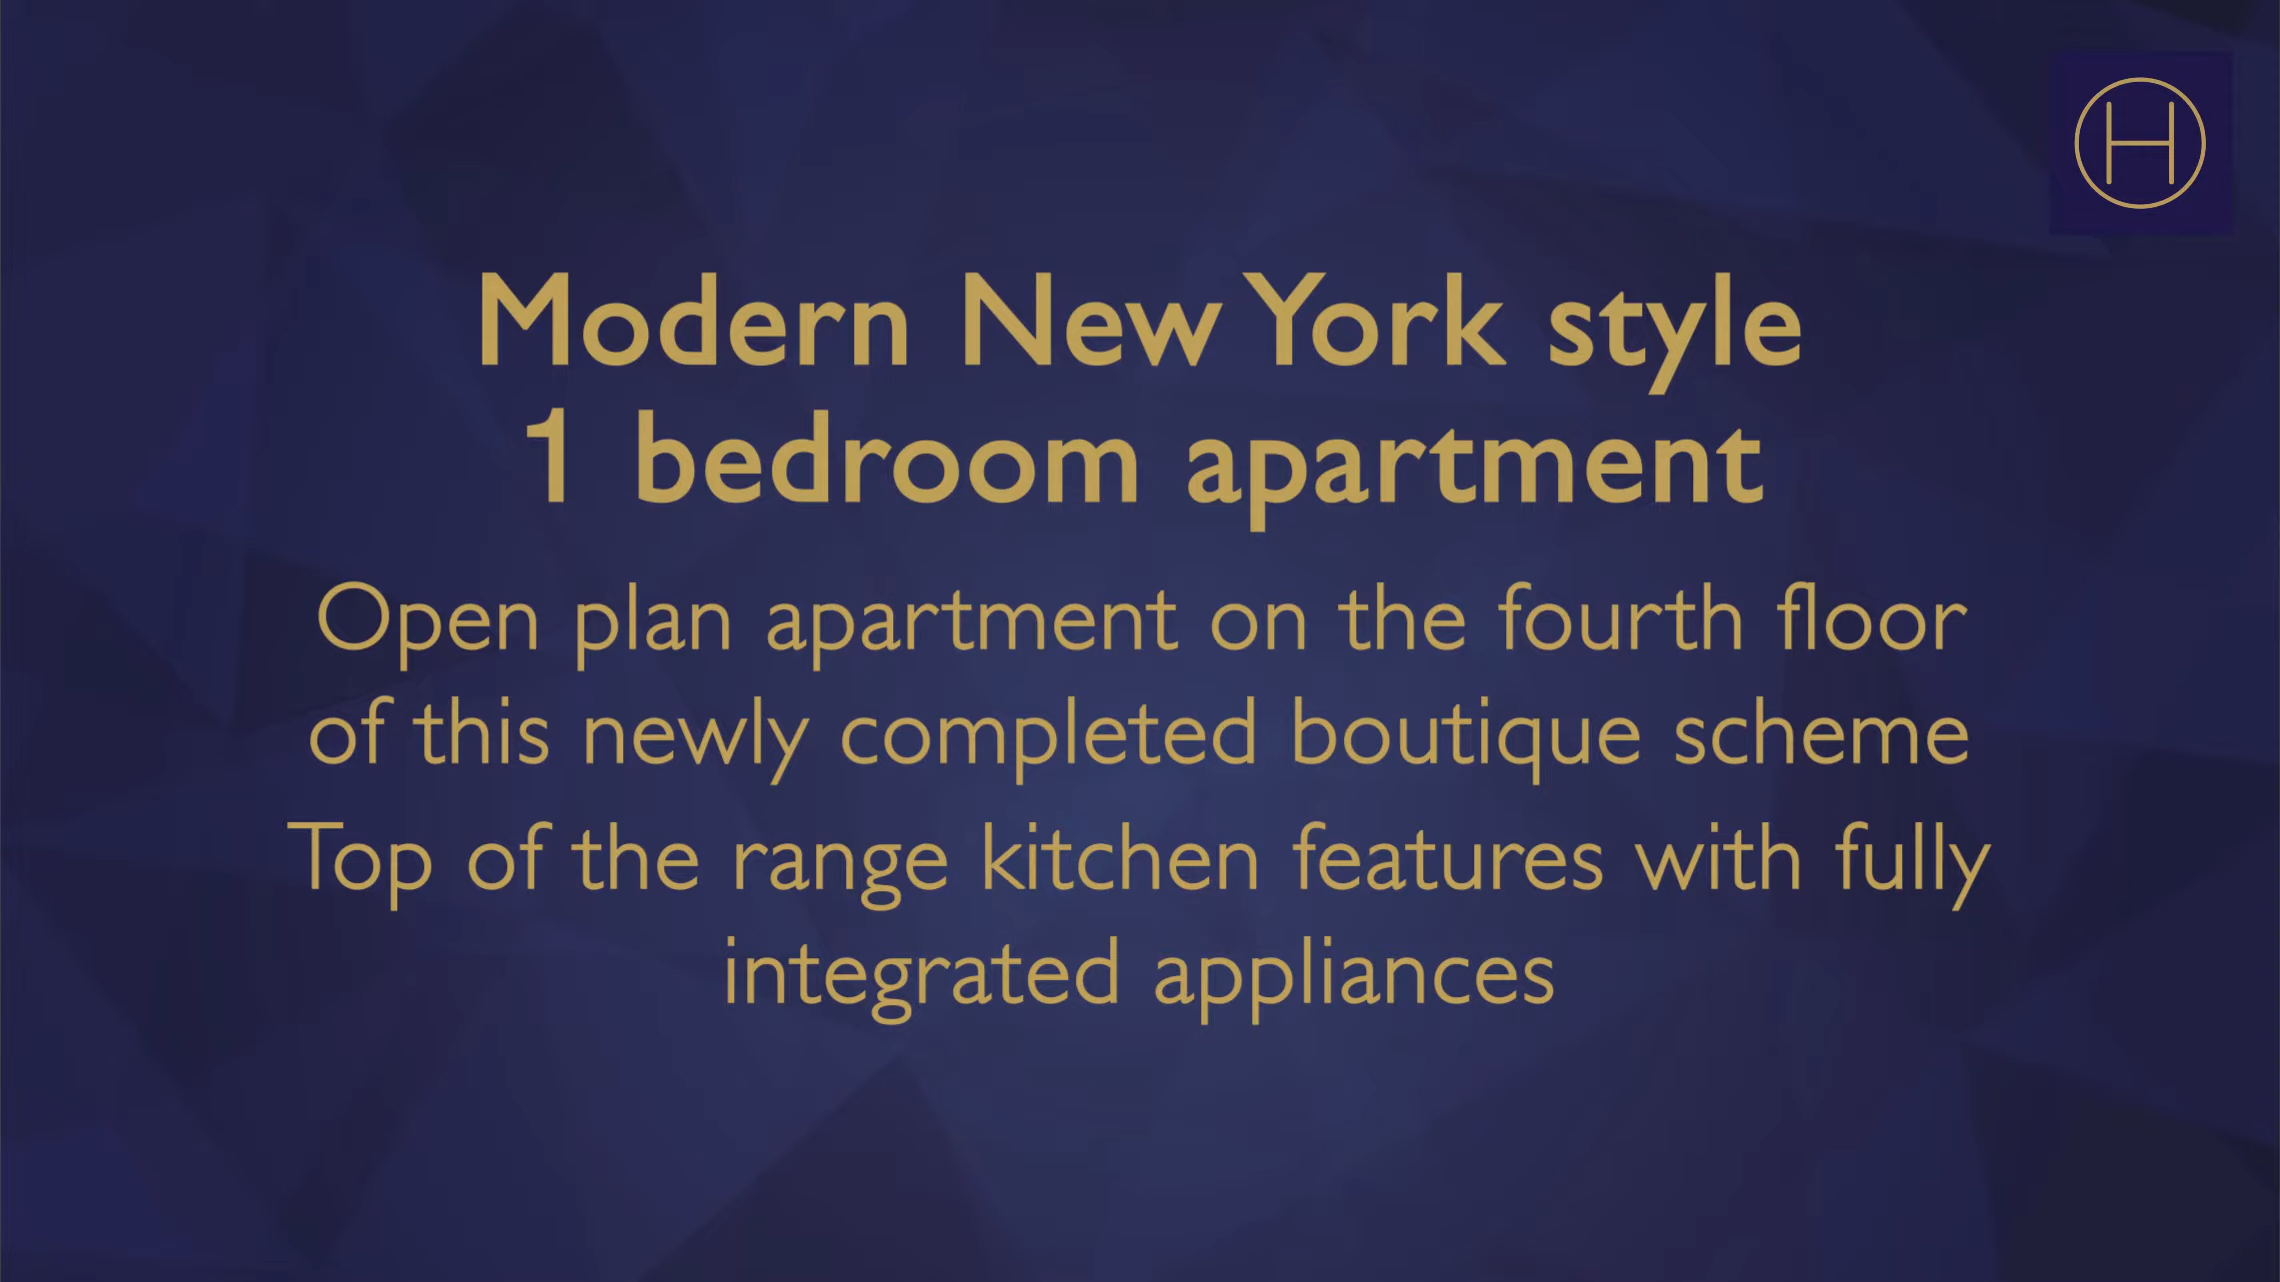 H
Modern New York style
1 bedroom apartment
Open plan apartment on the fourth floor
of this newly completed boutique scheme
Top of the range kitchen features with fully
integrated appliances